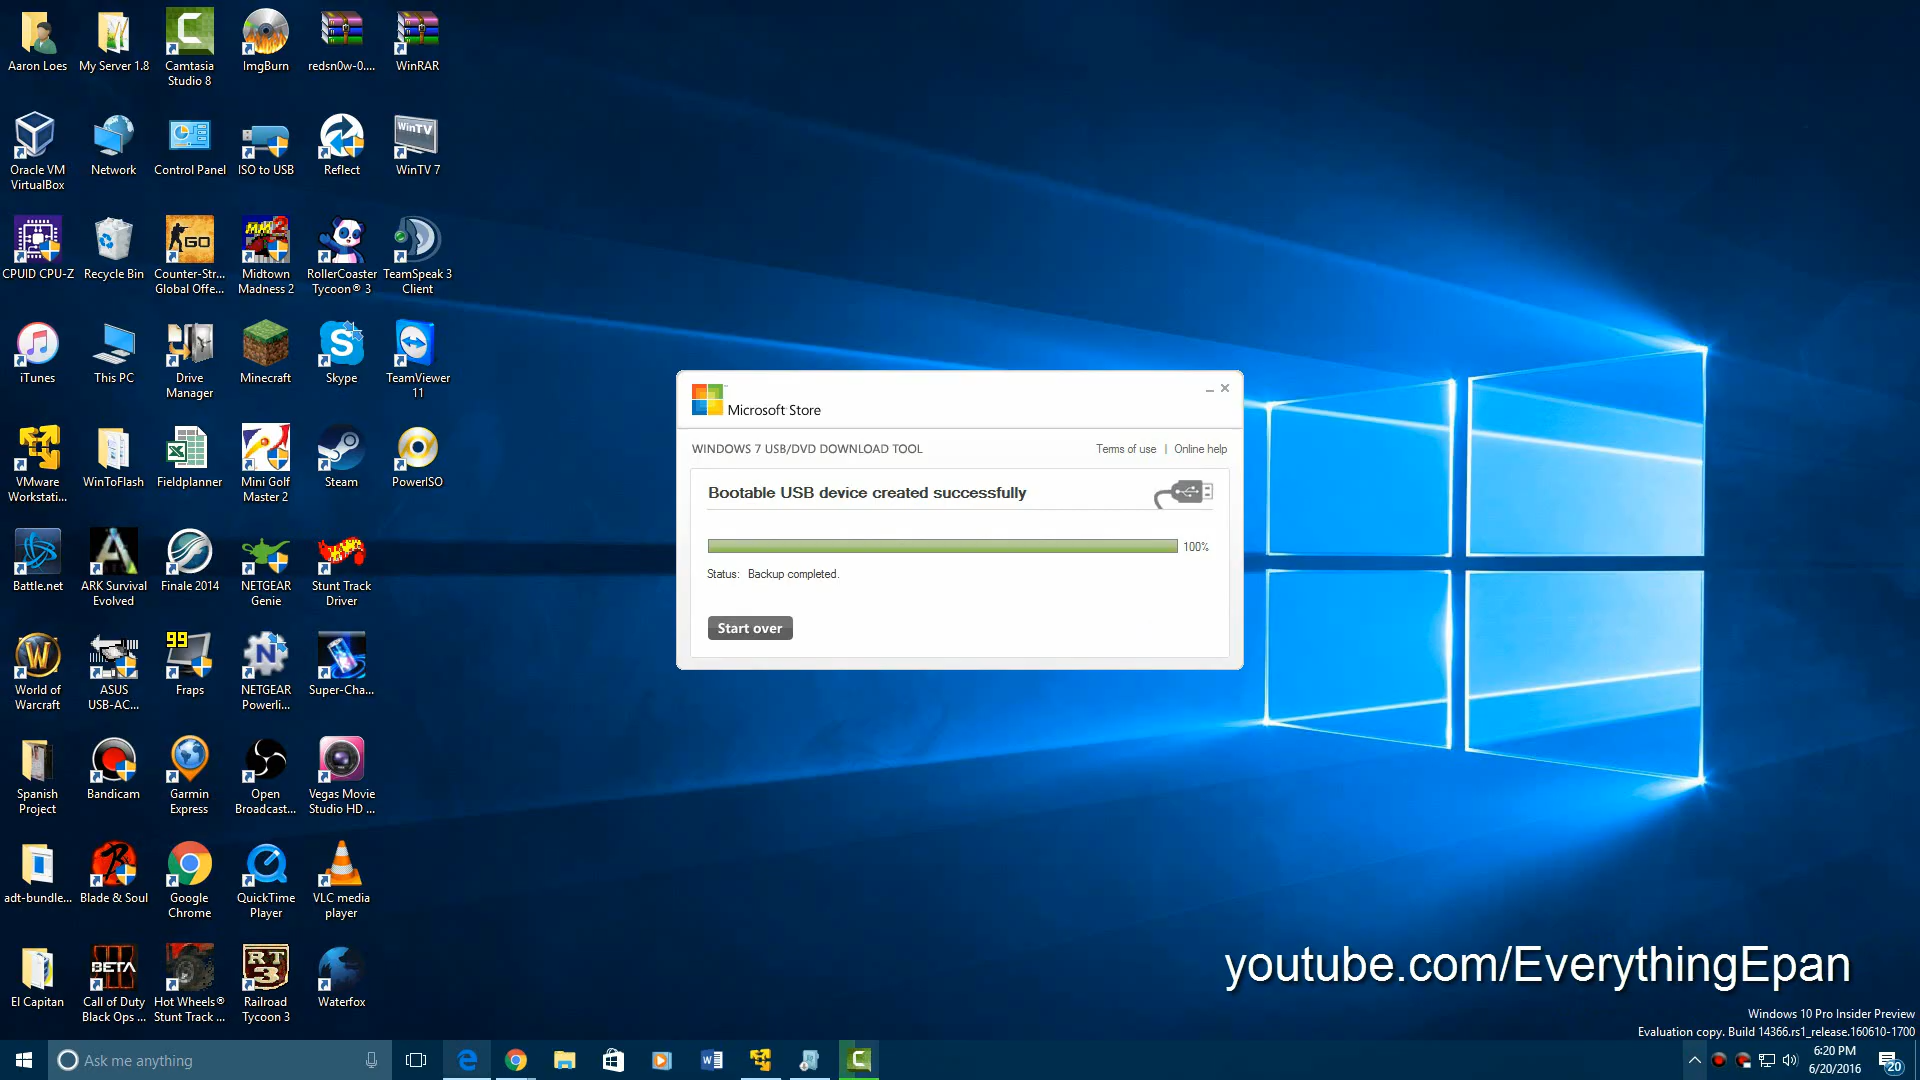 Aaron Loes
My Server 1.8
Camtasia
Studio 8
ImgBurn
redsn0w-0....
WinRAR
Oracle VM
VirtualBox
Network
Control Panel
ISO to USB
Reflect
WinTV
WinTV 7
CPUID CPU-Z
Recycle Bin
GO
Counter-Str...
Global Offe...
MM2
Midtown
Madness 2
RollerCoaster
Tycoon® 3
TeamSpeak 3
Client
iTunes
This PC
Drive
Manager
Minecraft
Skype
TeamViewer
11
VMware
Workstati...
WinToFlash
Fieldplanner
Mini Golf
Master 2
Steam
PowerISO
Battle.net
ARK Survival
Evolved
Finale 2014
NETGEAR
Genie
Stunt Track
Driver
World of
Warcraft
ASUS
USB-AC...
99
Fraps
NETGEAR
Powerli...
Super-Cha...
Spanish
Project
Bandicam
Garmin
Express
Open
Broadcast...
Vegas Movie
Studio HD ...
adt-bundle...
Blade & Soul
Google
Chrome
QuickTime
Player
VLC media
player
El Capitan
BETA
Call of Duty
Black Ops ...
Hot Wheels®
Stunt Track ...
RT
3
Railroad
Tycoon 3
Waterfox
Microsoft Store
WINDOWS 7 USB/DVD DOWNLOAD TOOL
Terms of use | Online help
Bootable USB device created successfully
100%
Status: Backup completed.
Start over
youtube.com/EverythingEpan
Windows 10 Pro Insider Preview
Evaluation copy. Build 14366.rs1_release.160610-1700
Ask me anything
6:20 PM
6/20/2016
20